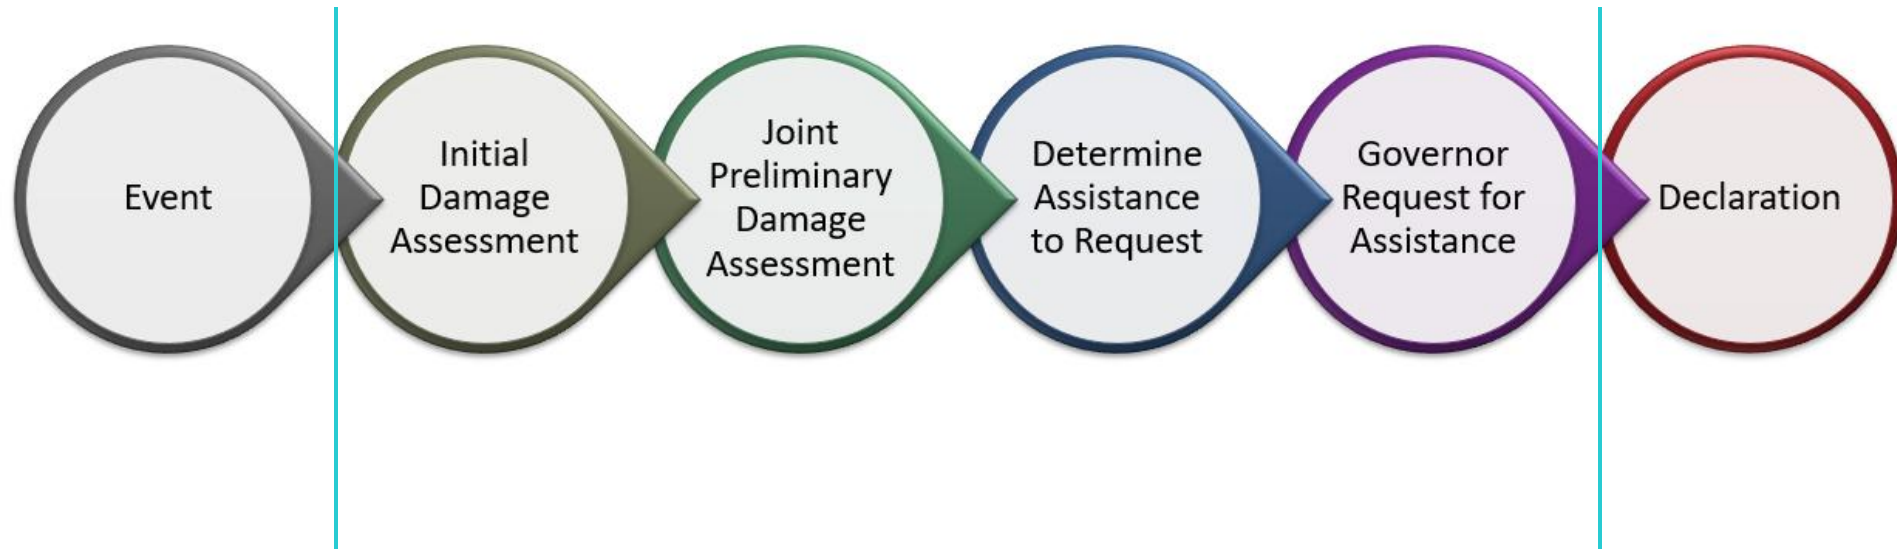 Event
Initial
Damage
Assessment
Joint
Preliminary
Damage
Assessment
Determine
Assistance
to Request
Governor
Request for
Assistance
Declaration